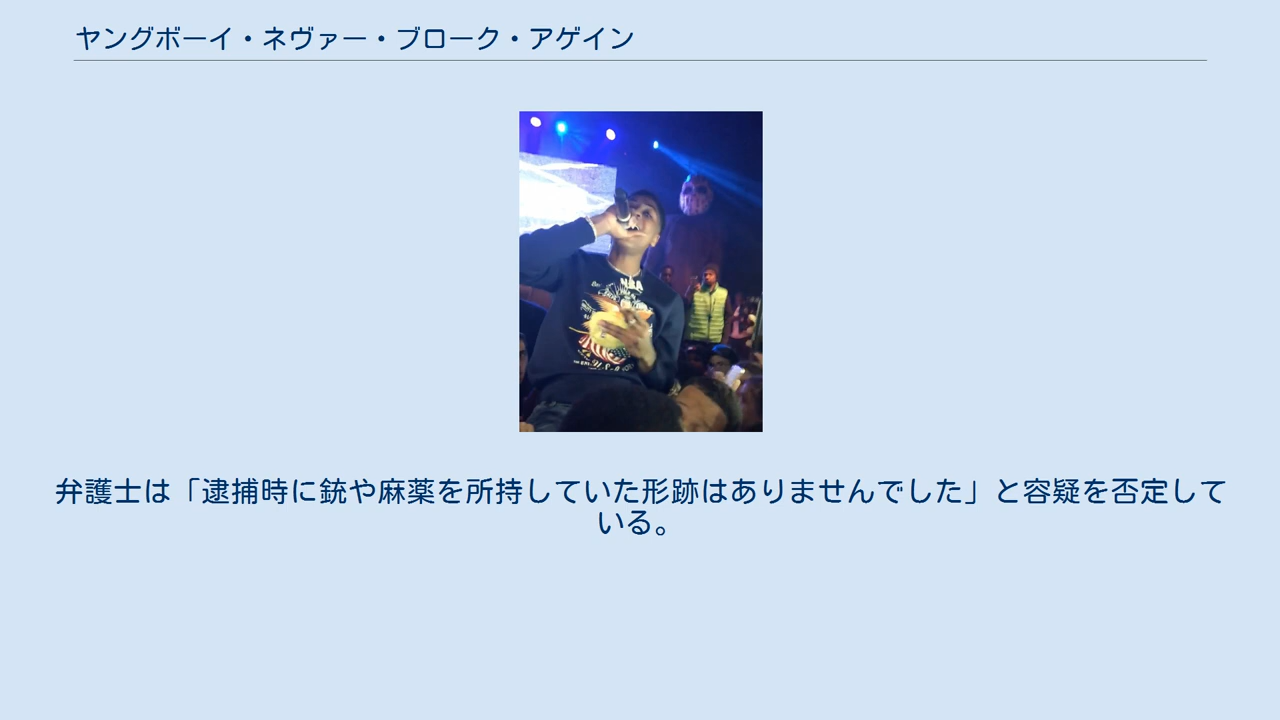 ヤングボーイ・ネヴァー・ブローク・アゲイン
NBA
弁護士は「逮捕時に銃や麻薬を所持していた形跡はありませんでした」と容疑を否定して
いる。